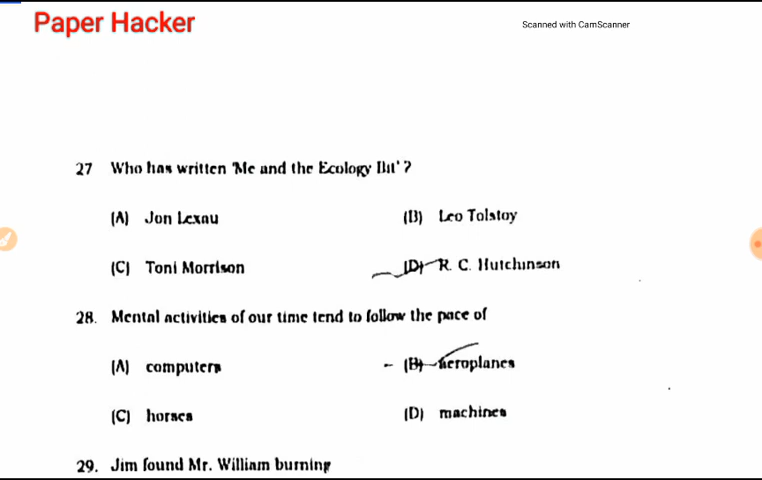 Paper Hacker
Scanned with CamScanner
27 Who has written 'Me and the Ecology Bit' ?
(A) Jon Lexau
(B) Leo Tolstoy
(C) Toni Morrison
(D) R. C. Hutchinson
28. Mental activities of our time tend to follow the pace of
(A) computers
(B) aeroplanes
(C) horses
(D) machines
29. Jim found Mr. William burning